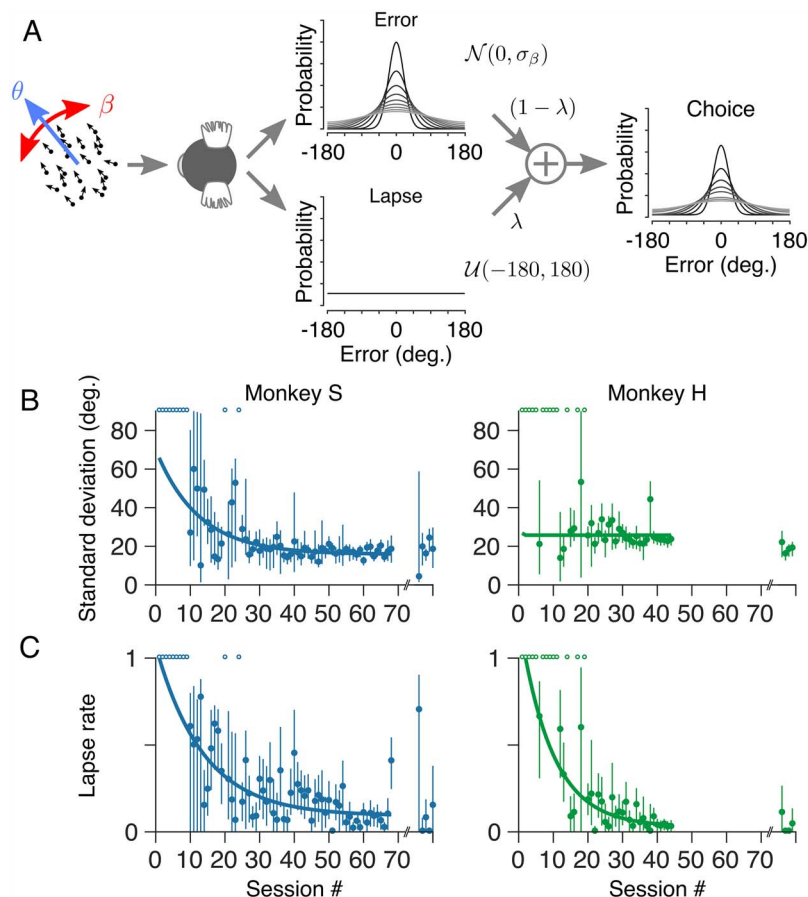 A
Error
Probability
N(0, σβ)
θ
β
(1 − λ)
-180 0 180
Choice
Probability
Lapse
Probability
λ
-180 0 180
Error (deg.)
U(−180, 180)
-180 0 180
Error (deg.)
B
Monkey S
Monkey H
Standard deviation (deg.)
80
60
40
20
0
0 10 20 30 40 50 60 70
80
60
40
20
0
0 10 20 30 40 50 60 70
C
Lapse rate
1
0
0 10 20 30 40 50 60 70
Session #
1
0
0 10 20 30 40 50 60 70
Session #